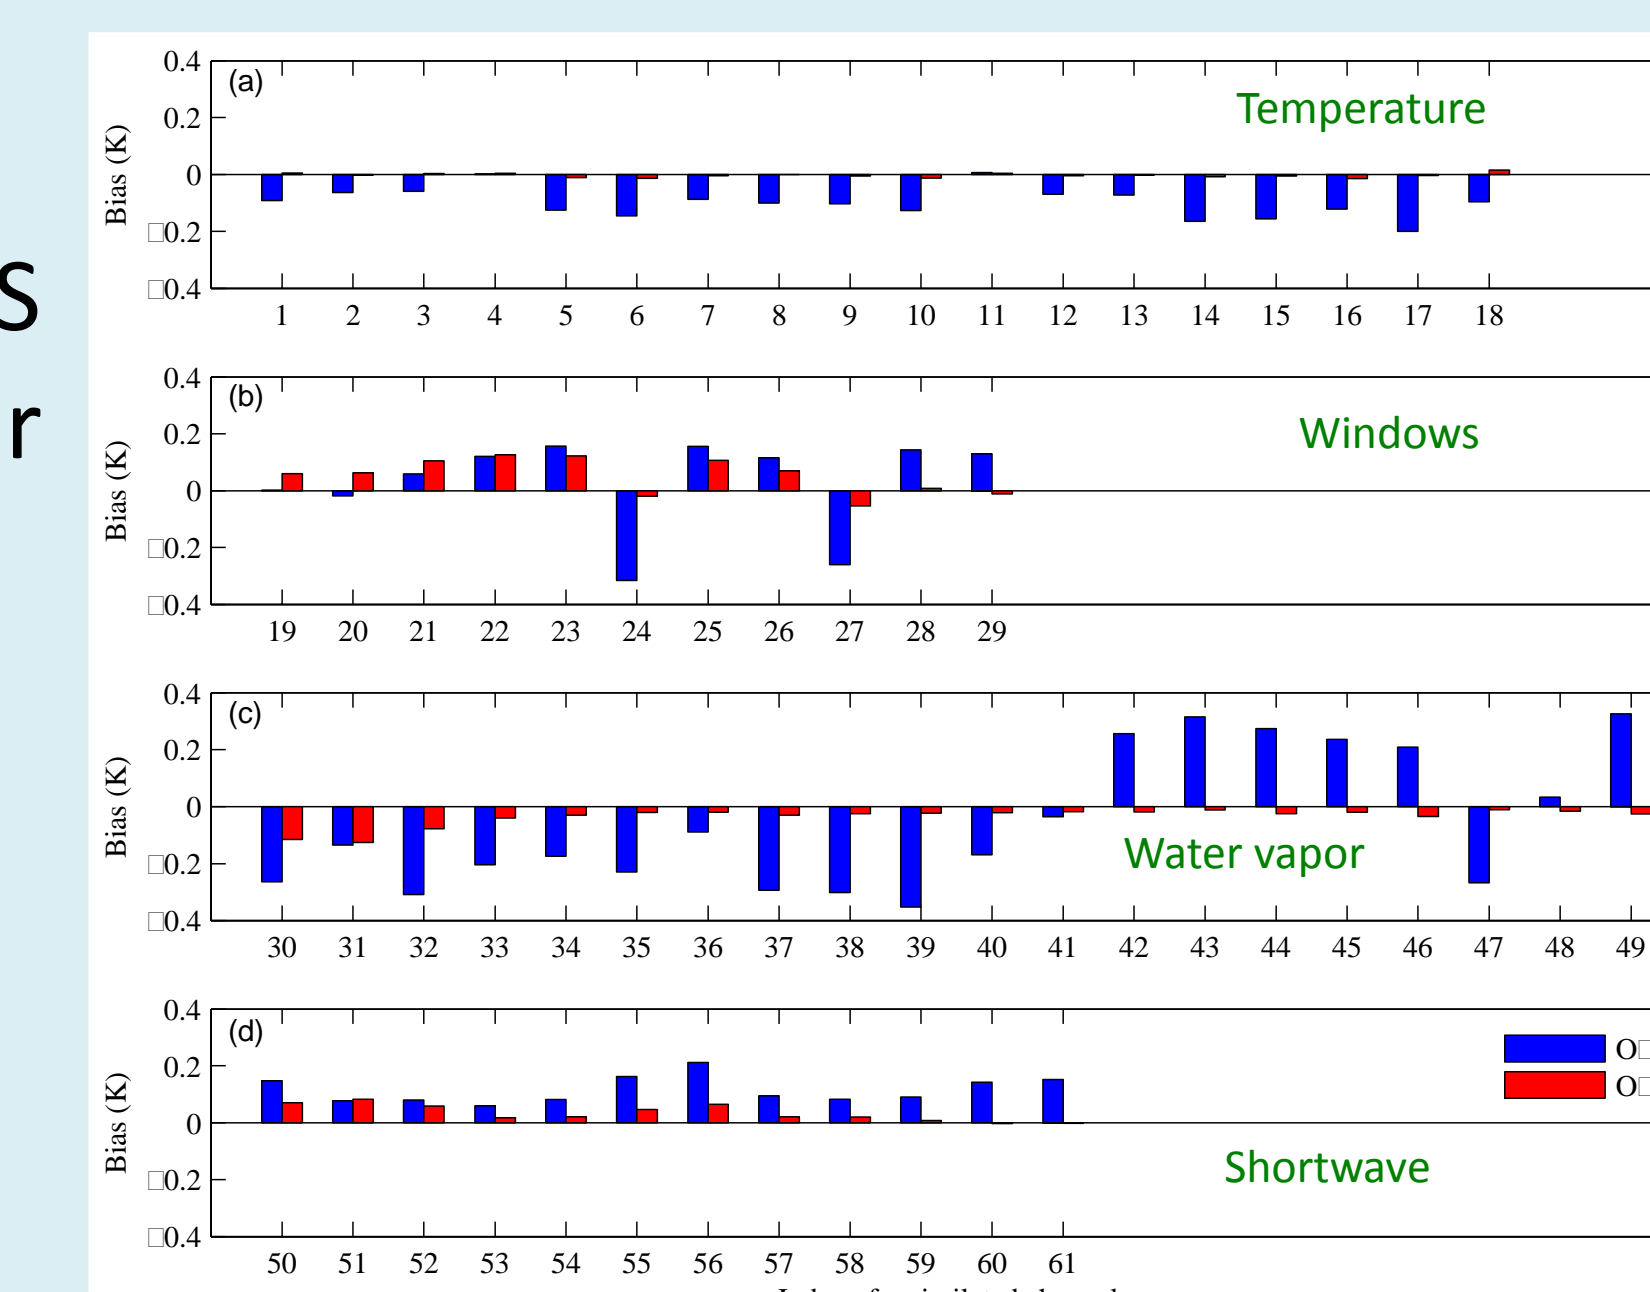 S
r
(a)
Temperature
Bias (K)
0.4
0.2
0
□0.2
□0.4
1 2 3 4 5 6 7 8 9 10 11 12 13 14 15 16 17 18
(b)
Windows
Bias (K)
0.4
0.2
0
□0.2
□0.4
19 20 21 22 23 24 25 26 27 28 29
(c)
Water vapor
Bias (K)
0.4
0.2
0
□0.2
□0.4
30 31 32 33 34 35 36 37 38 39 40 41 42 43 44 45 46 47 48 49
(d)
O□
O□
Shortwave
Bias (K)
0.4
0.2
0
□0.2
□0.4
50 51 52 53 54 55 56 57 58 59 60 61